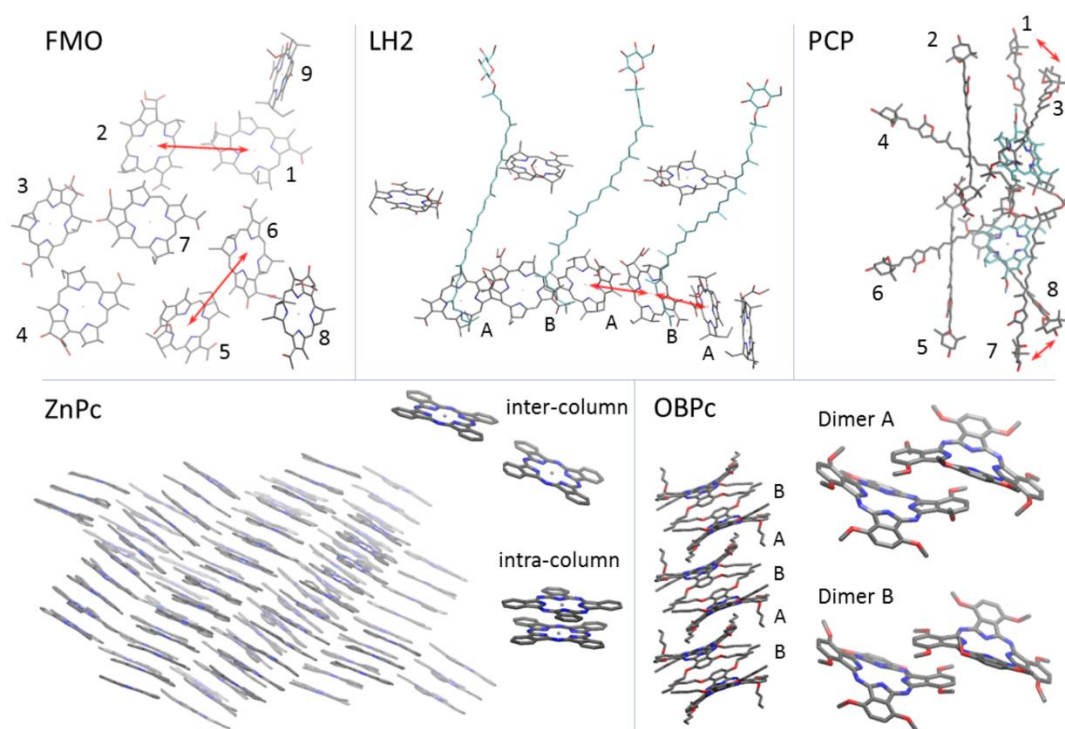 FMO
9
2
1
3
7
6
4
5
8
LH2
A
B
A
B
A
PCP
1
2
3
4
6
5
7
8
ZnPc
inter-column
intra-column
OBPc
B
A
B
A
B
Dimer A
Dimer B